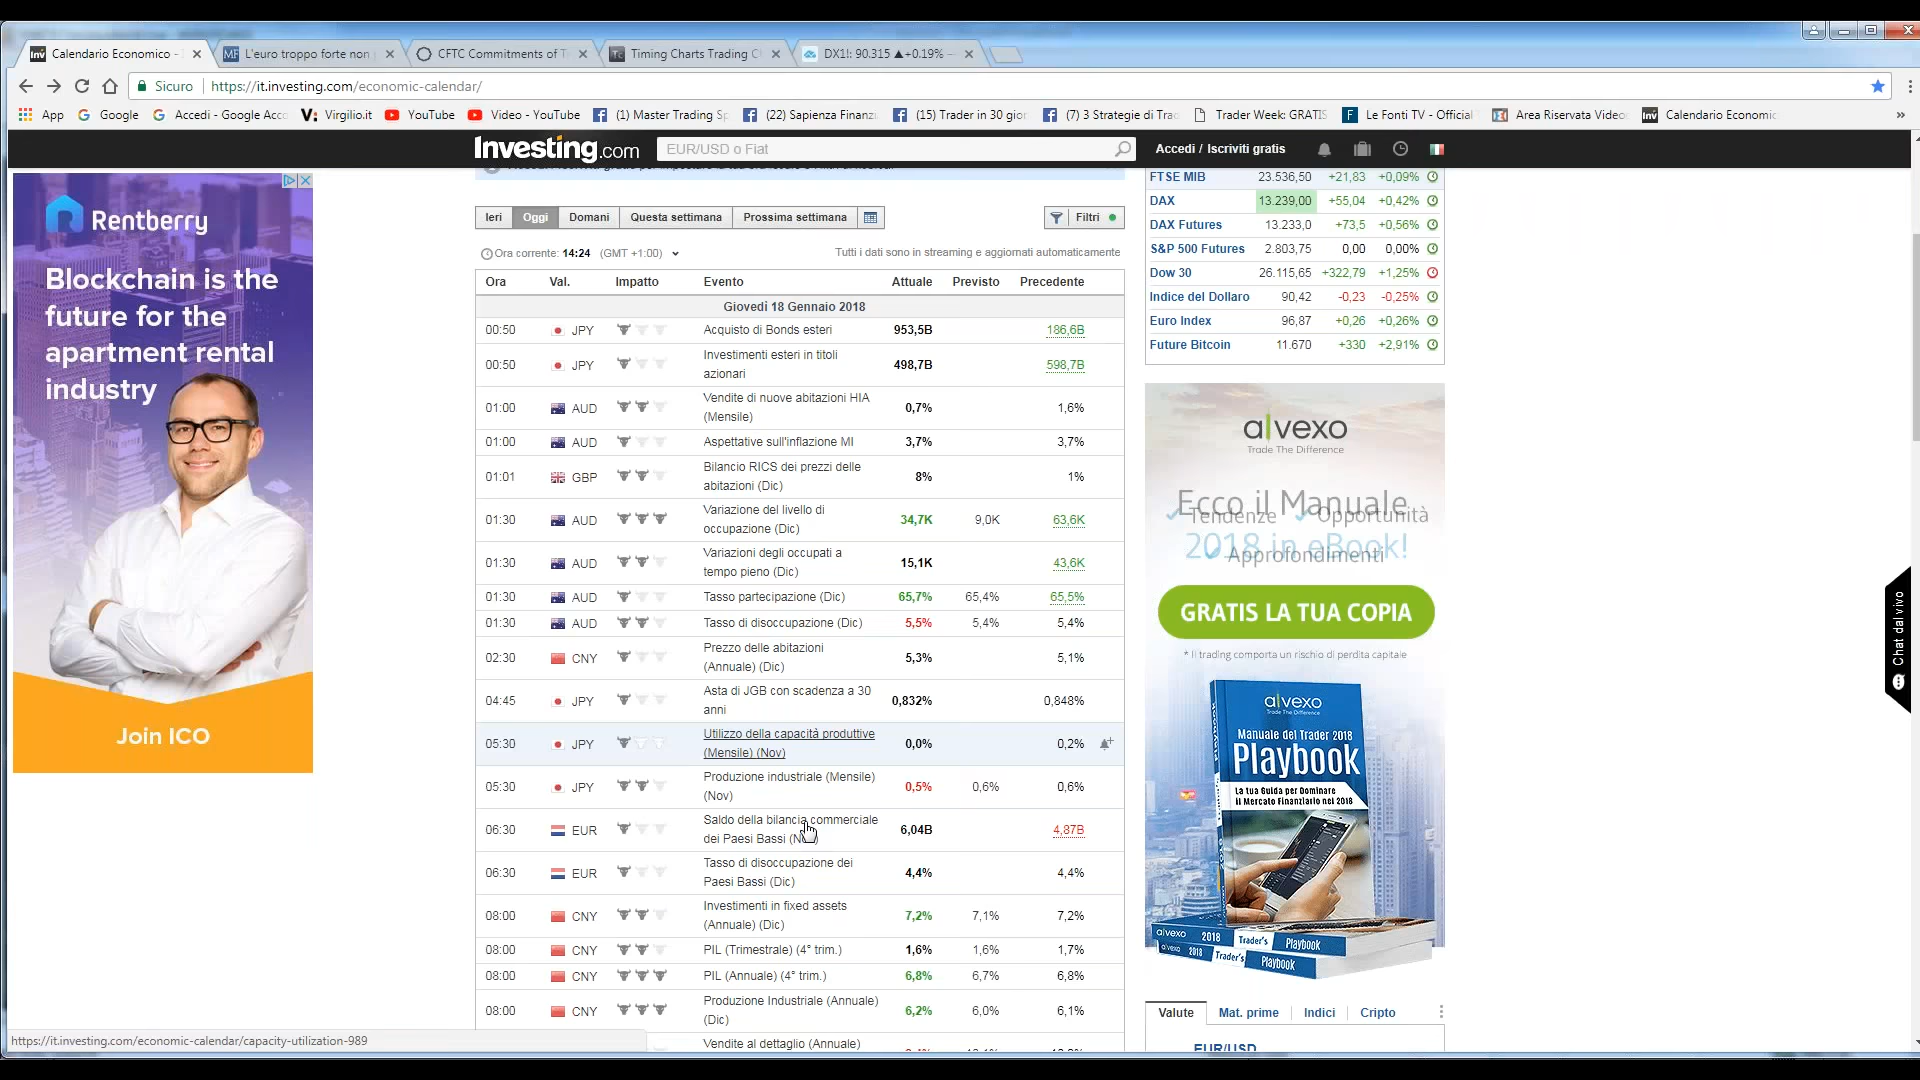 Calendario Economico -
L'euro troppo forte non
CFTC Commitments of T
Timing Charts Trading C
DX1!: 90.315 ▲+0.19% —
Sicuro
https://it.investing.com/economic-calendar/
App
Google
Accedi - Google Acc
Virgilio.it
YouTube
Video - YouTube
(1) Master Trading Sp
(22) Sapienza Finanz
(15) Trader in 30 gior
(7) 3 Strategie di Tra
Trader Week: GRATIS
Le Fonti TV - Official
Area Riservata Video
Calendario Economic
»
Investing.com
EUR/USD o Fiat
Accedi / Iscriviti gratis
Rentberry
Blockchain is the
future for the
apartment rental
industry
Join ICO
Ieri
Oggi
Domani
Questa settimana
Prossima settimana
Filtri
Ora corrente: 14:24 (GMT +1:00)
Tutti i dati sono in streaming e aggiornati automaticamente
Ora Val. Impatto Evento Attuale Previsto Precedente
Giovedì 18 Gennaio 2018
00:50 JPY Acquisto di Bonds esteri 953,5B 186,6B
00:50 JPY Investimenti esteri in titoli
azionari 498,7B 598,7B
01:00 AUD Vendite di nuove abitazioni HIA
(Mensile) 0,7% 1,6%
01:00 AUD Aspettative sull'inflazione MI 3,7% 3,7%
01:01 GBP Bilancio RICS dei prezzi delle
abitazioni (Dic) 8% 1%
01:30 AUD Variazione del livello di
occupazione (Dic) 34,7K 9,0K 63,6K
01:30 AUD Variazioni degli occupati a
tempo pieno (Dic) 15,1K 43,6K
01:30 AUD Tasso partecipazione (Dic) 65,7% 65,4% 65,5%
01:30 AUD Tasso di disoccupazione (Dic) 5,5% 5,4% 5,4%
02:30 CNY Prezzo delle abitazioni
(Annuale) (Dic) 5,3% 5,1%
04:45 JPY Asta di JGB con scadenza a 30
anni 0,832% 0,848%
05:30 JPY Utilizzo della capacità produttive
(Mensile) (Nov) 0,0% 0,2%
05:30 JPY Produzione industriale (Mensile)
(Nov) 0,5% 0,6% 0,6%
06:30 EUR Saldo della bilancia commerciale
dei Paesi Bassi (Nov) 6,04B 4,87B
06:30 EUR Tasso di disoccupazione dei
Paesi Bassi (Dic) 4,4% 4,4%
08:00 CNY Investimenti in fixed assets
(Annuale) (Dic) 7,2% 7,1% 7,2%
08:00 CNY PIL (Trimestrale) (4° trim.) 1,6% 1,6% 1,7%
08:00 CNY PIL (Annuale) (4° trim.) 6,8% 6,7% 6,8%
08:00 CNY Produzione Industriale (Annuale)
(Dic) 6,2% 6,0% 6,1%
Vendite al dettaglio (Annuale)
https://it.investing.com/economic-calendar/capacity-utilization-989
FTSE MIB 23.536,50 +21,83 +0,09%
DAX 13.239,00 +55,04 +0,42%
DAX Futures 13.233,0 +73,5 +0,56%
S&P 500 Futures 2.803,75 0,00 0,00%
Dow 30 26.115,65 +322,79 +1,25%
Indice del Dollaro 90,42 -0,23 -0,25%
Euro Index 96,87 +0,26 +0,26%
Future Bitcoin 11.670 +330 +2,91%
alvexo
Trade The Difference
Ecco il Manuale
Tendenze
Opportunità
2018 in eBook!
Approfondimenti
GRATIS LA TUA COPIA
* Il trading comporta un rischio di perdita capitale
alvexo
Trade The Difference
Manuale del Trader 2018
Playbook
La tua Guida per Dominare
il Mercato Finanziario nel 2018
alvexo 2018 Trader's Playbook
alvexo 2018 Trader's Playbook
Valute
Mat. prime
Indici
Cripto
EUR/USD
Chat dal vivo